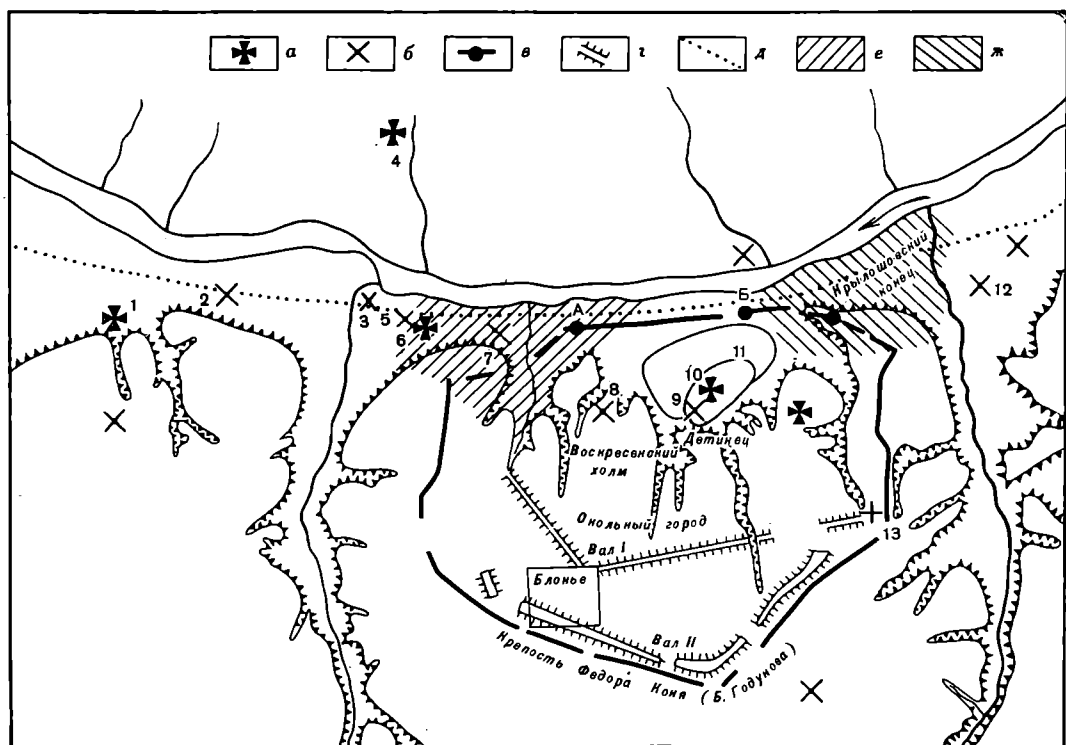 а б в г д е ж
4
Крылошовский
конец
1
2
3
5
6
А
Б
12
7
11
10
8
9
Детинец
Воскресенский
холм
Окольный город
Вал I
13
Блонье
Вал II
Крепость Федора Коня (Б. Годунова)